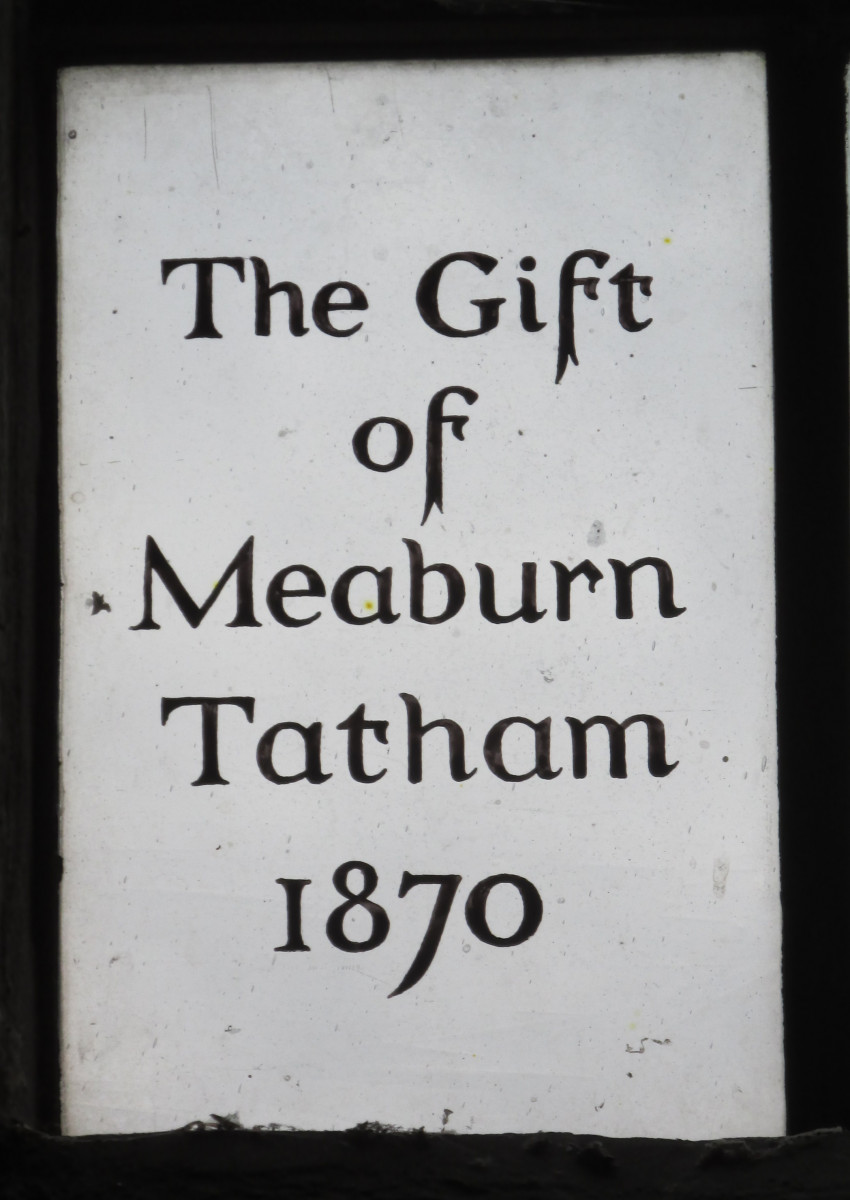 The Gift
of
Meaburn
Tatham
1870